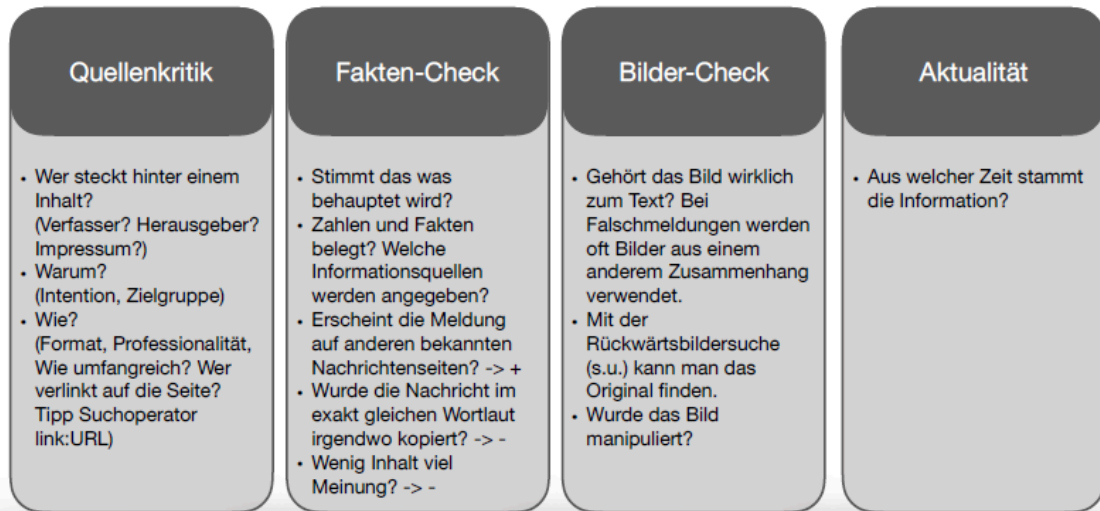 Quellenkritik
• Wer steckt hinter einem
Inhalt?
(Verfasser? Herausgeber?
Impressum?)
• Warum?
(Intention, Zielgruppe)
• Wie?
(Format, Professionalität,
Wie umfangreich? Wer
verlinkt auf die Seite?
Tipp Suchoperator
link:URL)
Fakten-Check
• Stimmt das was
behauptet wird?
• Zahlen und Fakten
belegt? Welche
Informationsquellen
werden angegeben?
• Erscheint die Meldung
auf anderen bekannten
Nachrichtenseiten? -> +
• Wurde die Nachricht im
exakt gleichen Wortlaut
irgendwo kopiert? -> -
• Wenig Inhalt viel
Meinung? -> -
Bilder-Check
• Gehört das Bild wirklich
zum Text? Bei
Falschmeldungen werden
oft Bilder aus einem
anderem Zusammenhang
verwendet.
• Mit der
Rückwärtsbildersuche
(s.u.) kann man das
Original finden.
• Wurde das Bild
manipuliert?
Aktualität
• Aus welcher Zeit stammt
die Information?